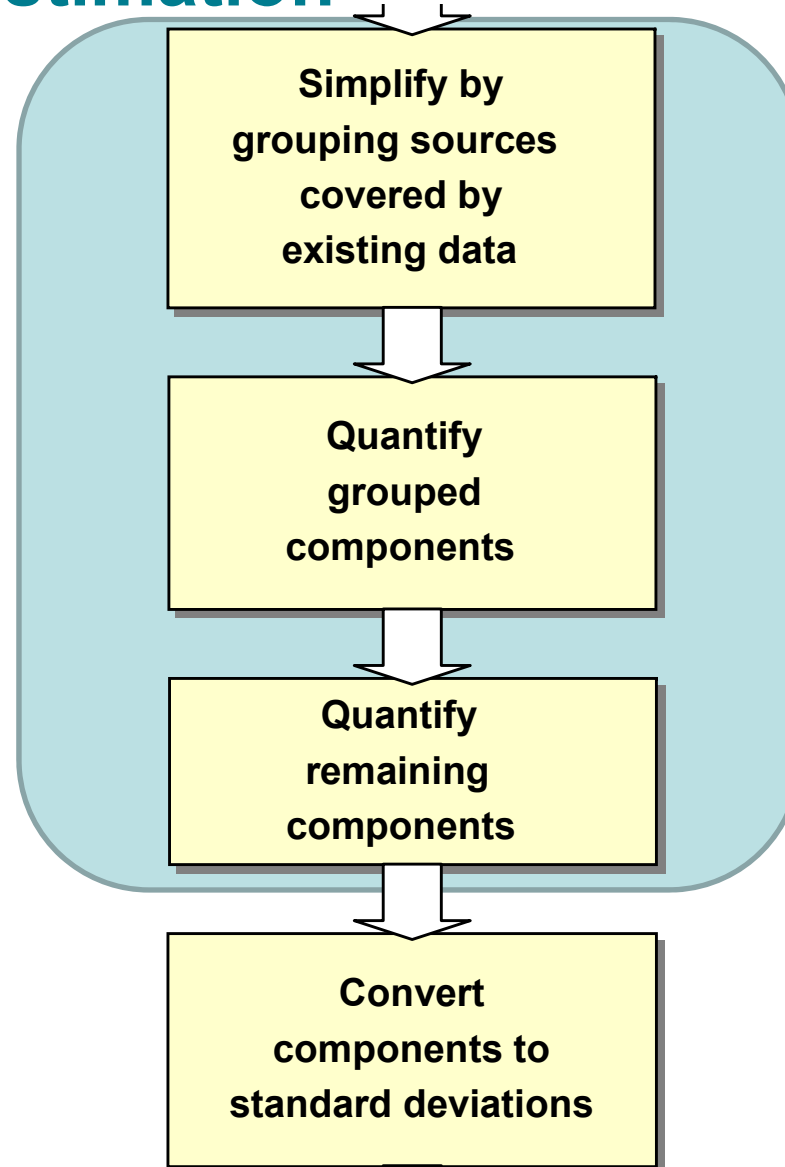 Simplify by
grouping sources
covered by
existing data
Quantify
grouped
components
Quantify
remaining
components
Convert
components to
standard deviations